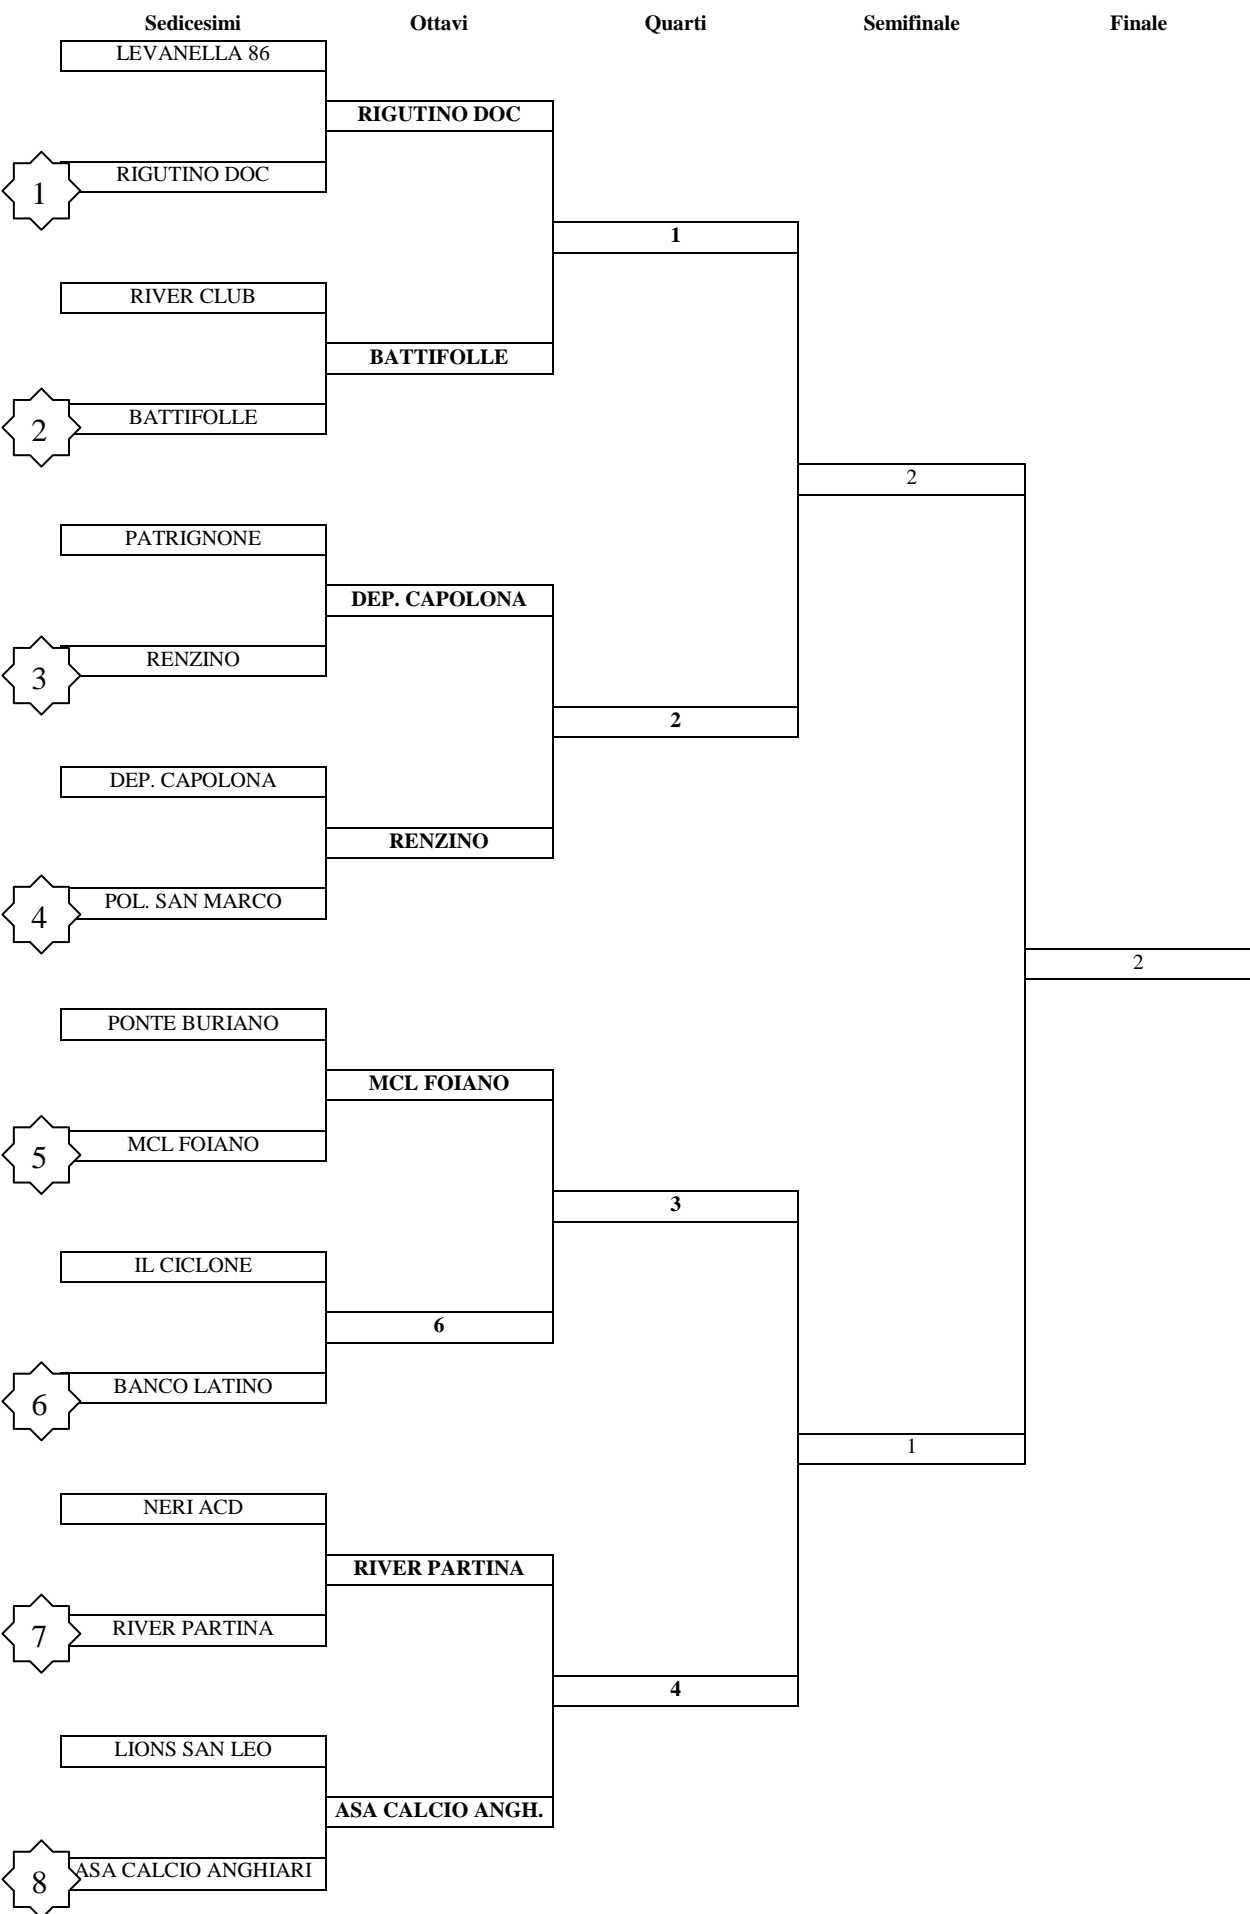 Sedicesimi Ottavi Quarti Semifinale Finale
LEVANELLA 86
RIGUTINO DOC
RIGUTINO DOC
1
1
RIVER CLUB
BATTIFOLLE
BATTIFOLLE
2
2
PATRIGNONE
DEP. CAPOLONA
RENZINO
3
2
DEP. CAPOLONA
RENZINO
POL. SAN MARCO
4
2
PONTE BURIANO
MCL FOIANO
MCL FOIANO
5
3
IL CICLONE
6
BANCO LATINO
6
1
NERI ACD
RIVER PARTINA
RIVER PARTINA
7
4
LIONS SAN LEO
ASA CALCIO ANGH.
ASA CALCIO ANGHIARI
8